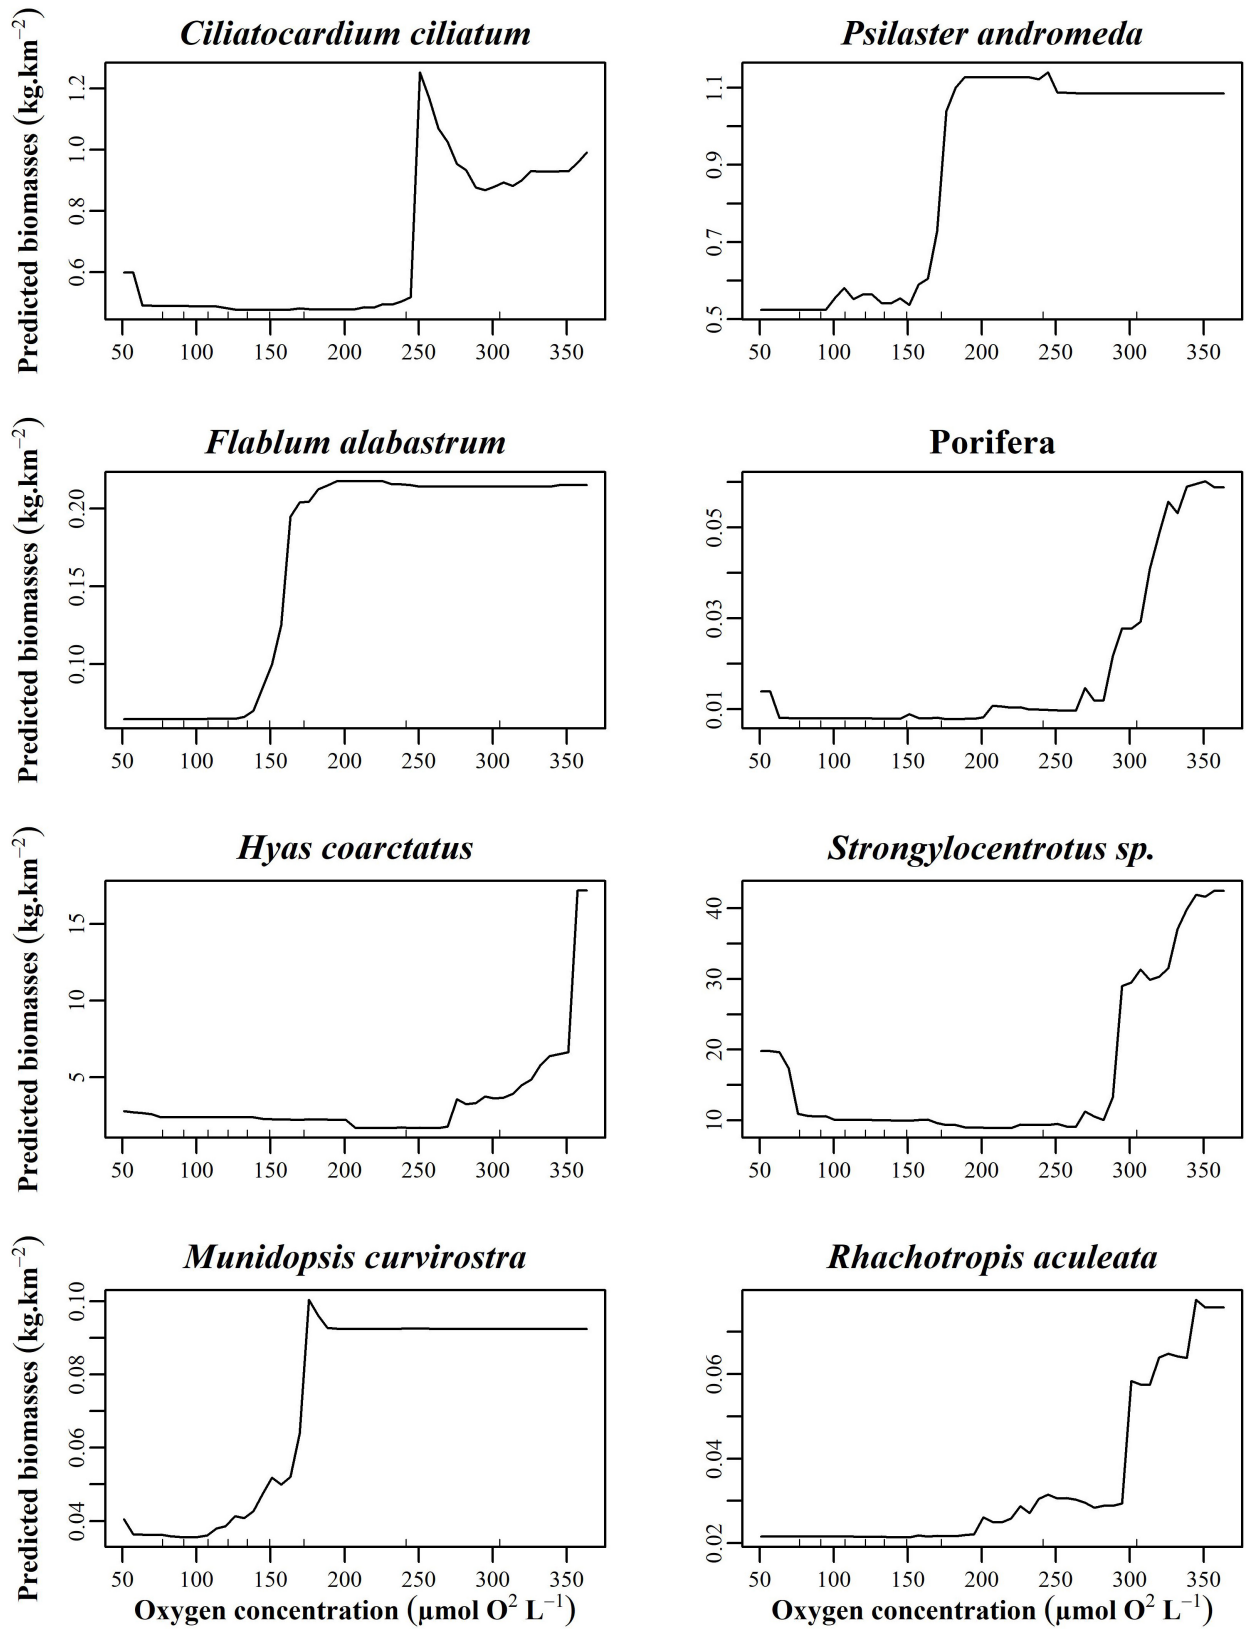 Ciliatocardium ciliatum
Psilaster andromeda
Predicted biomasses (kg.km⁻²)
0.6 0.8 1.0 1.2
50 100 150 200 250 300 350
0.5 0.7 0.9 1.1
50 100 150 200 250 300 350
Flablum alabastrum
Porifera
Predicted biomasses (kg.km⁻²)
0.10 0.15 0.20
50 100 150 200 250 300 350
0.01 0.03 0.05
50 100 150 200 250 300 350
Hyas coarctatus
Strongylocentrotus sp.
Predicted biomasses (kg.km⁻²)
5 10 15
50 100 150 200 250 300 350
10 20 30 40
50 100 150 200 250 300 350
Munidopsis curvirostra
Rhachotropis aculeata
Predicted biomasses (kg.km⁻²)
0.04 0.06 0.08 0.10
50 100 150 200 250 300 350
Oxygen concentration (μmol O² L⁻¹)
0.02 0.04 0.06
50 100 150 200 250 300 350
Oxygen concentration (μmol O² L⁻¹)